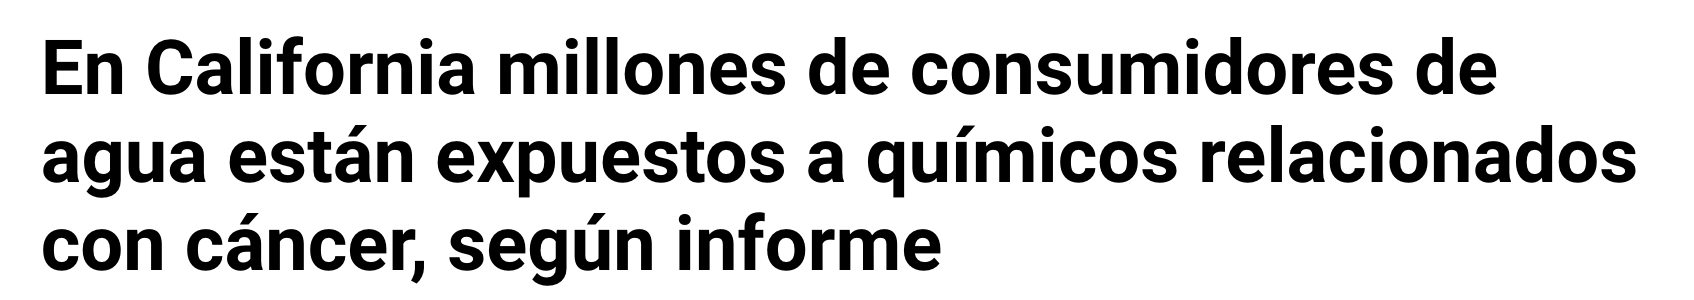 En California millones de consumidores de
agua están expuestos a químicos relacionados
con cáncer, según informe